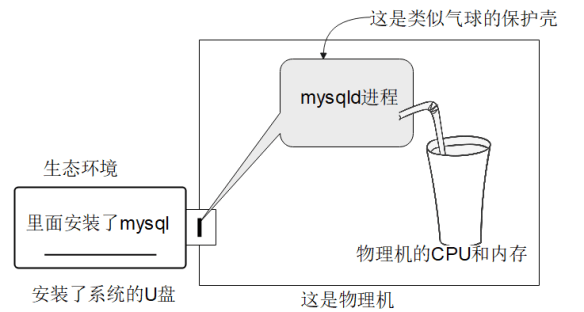 这是类似气球的保护壳
mysqld进程
生态环境
里面安装了mysql
物理机的CPU和内存
安装了系统的U盘
这是物理机